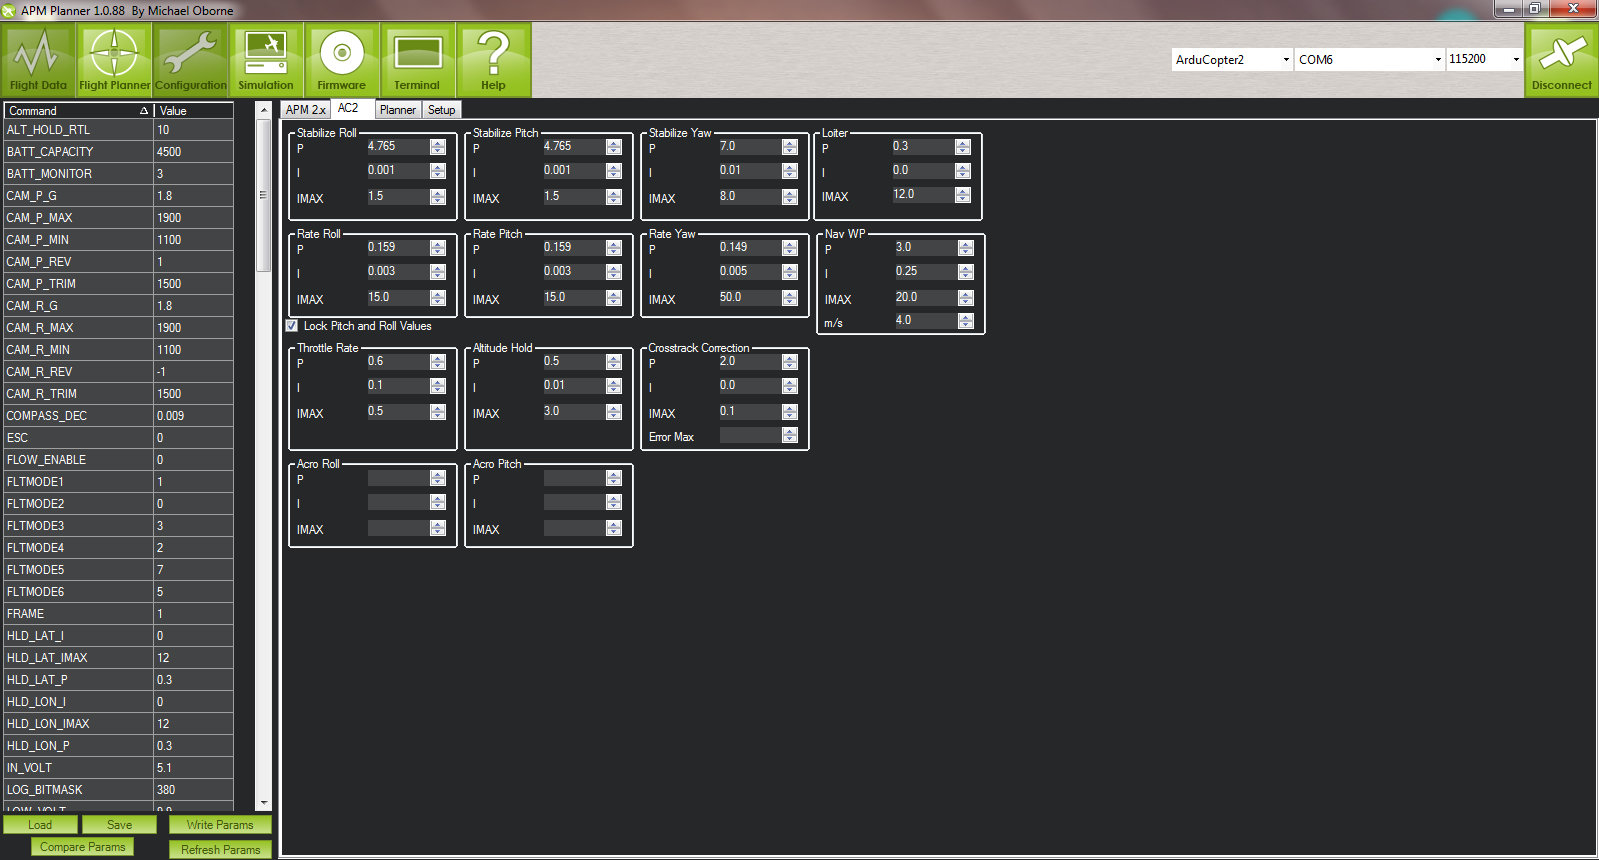 APM Planner 1.0.88  By Michael Oborne
Flight Data Flight Planner Configuration Simulation Firmware Terminal Help
ArduCopter2 COM6 115200 Disconnect
Command Value
ALT_HOLD_RTL 10
BATT_CAPACITY 4500
BATT_MONITOR 3
CAM_P_G 1.8
CAM_P_MAX 1900
CAM_P_MIN 1100
CAM_P_REV 1
CAM_P_TRIM 1500
CAM_R_G 1.8
CAM_R_MAX 1900
CAM_R_MIN 1100
CAM_R_REV -1
CAM_R_TRIM 1500
COMPASS_DEC 0.009
ESC 0
FLOW_ENABLE 0
FLTMODE1 1
FLTMODE2 0
FLTMODE3 3
FLTMODE4 2
FLTMODE5 7
FLTMODE6 5
FRAME 1
HLD_LAT_I 0
HLD_LAT_IMAX 12
HLD_LAT_P 0.3
HLD_LON_I 0
HLD_LON_IMAX 12
HLD_LON_P 0.3
IN_VOLT 5.1
LOG_BITMASK 380
LOW_VOLT 9.9
Load Save Write Params
Compare Params Refresh Params
APM 2.x AC2 Planner Setup
Stabilize Roll
P 4.765
I 0.001
IMAX 1.5
Stabilize Pitch
P 4.765
I 0.001
IMAX 1.5
Stabilize Yaw
P 7.0
I 0.01
IMAX 8.0
Loiter
P 0.3
I 0.0
IMAX 12.0
Rate Roll
P 0.159
I 0.003
IMAX 15.0
Rate Pitch
P 0.159
I 0.003
IMAX 15.0
Rate Yaw
P 0.149
I 0.005
IMAX 50.0
Nav WP
P 3.0
I 0.25
IMAX 20.0
m/s 4.0
Lock Pitch and Roll Values
Throttle Rate
P 0.6
I 0.1
IMAX 0.5
Altitude Hold
P 0.5
I 0.01
IMAX 3.0
Crosstrack Correction
P 2.0
I 0.0
IMAX 0.1
Error Max
Acro Roll
P
I
IMAX
Acro Pitch
P
I
IMAX